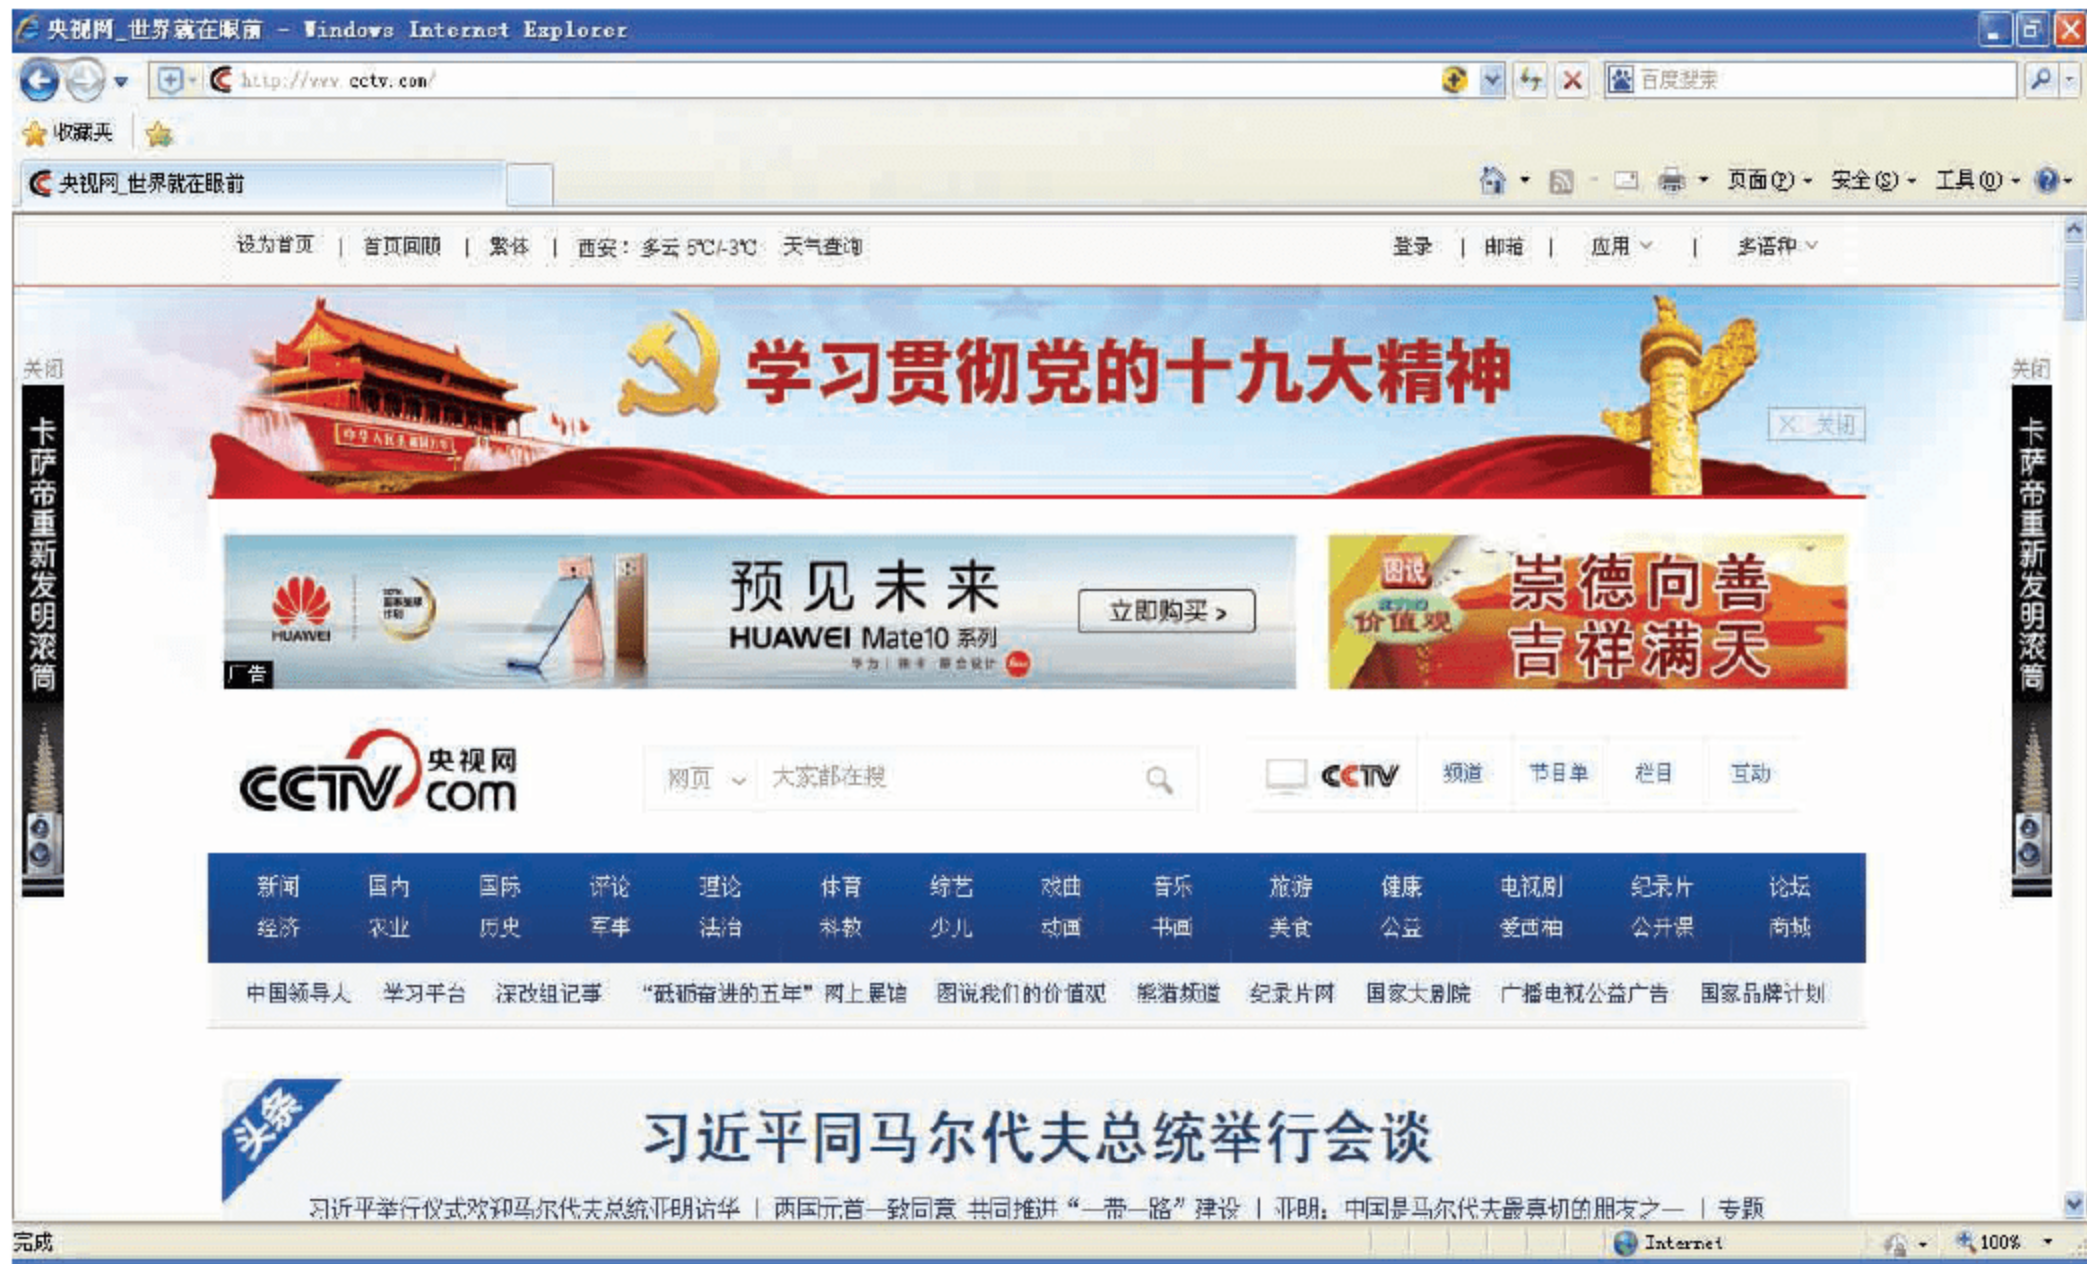 央视网_世界就在眼前 - Windows Internet Explorer
http://www.cctv.com/
百度搜索
收藏夹
央视网_世界就在眼前
页面(P) 安全(S) 工具(O)
设为首页 | 首页回顾 | 繁体 | 西安: 多云 5℃/-3℃ 天气查询
登录 | 邮箱 | 应用 | 多语种
学习贯彻党的十九大精神
关闭
关闭
× 关闭
卡萨帝重新发明滚筒
卡萨帝重新发明滚筒
HUAWEI
预见未来
HUAWEI Mate10 系列
立即购买 >
广告
图说
价值观
崇德向善
吉祥满天
CCTV.com 央视网
网页 大家都在搜
CCTV 频道 节目单 栏目 互动
新闻 国内 国际 评论 理论 体育 综艺 戏曲 音乐 旅游 健康 电视剧 纪录片 论坛
经济 农业 历史 军事 法治 科教 少儿 动画 书画 美食 公益 爱西柚 公开课 商城
中国领导人 学习平台 深改组记事 “砥砺奋进的五年”网上展馆 图说我们的价值观 熊猫频道 纪录片网 国家大剧院 广播电视公益广告 国家品牌计划
头条
习近平同马尔代夫总统举行会谈
习近平举行仪式欢迎马尔代夫总统亚明访华 | 两国元首一致同意 共同推进“一带一路”建设 | 亚明: 中国是马尔代夫最真切的朋友之一 | 专题
完成
Internet
100%